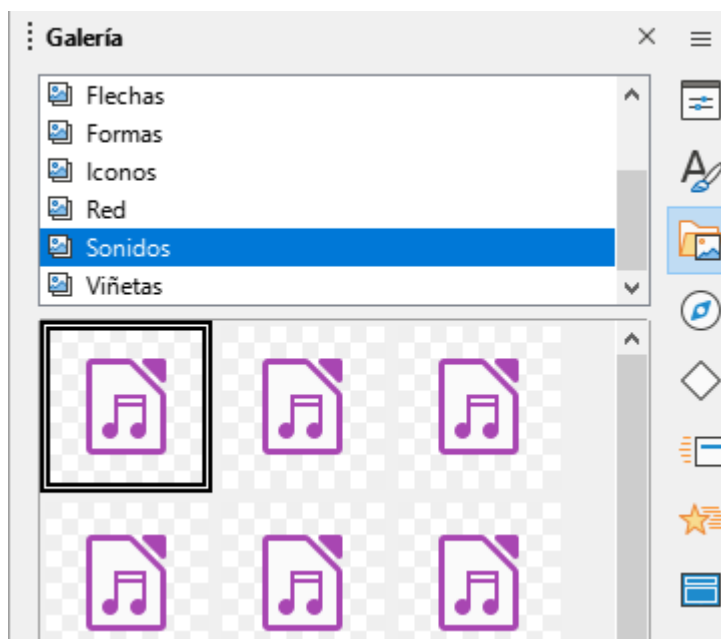 Galería
Flechas
Formas
Iconos
Red
Sonidos
Viñetas